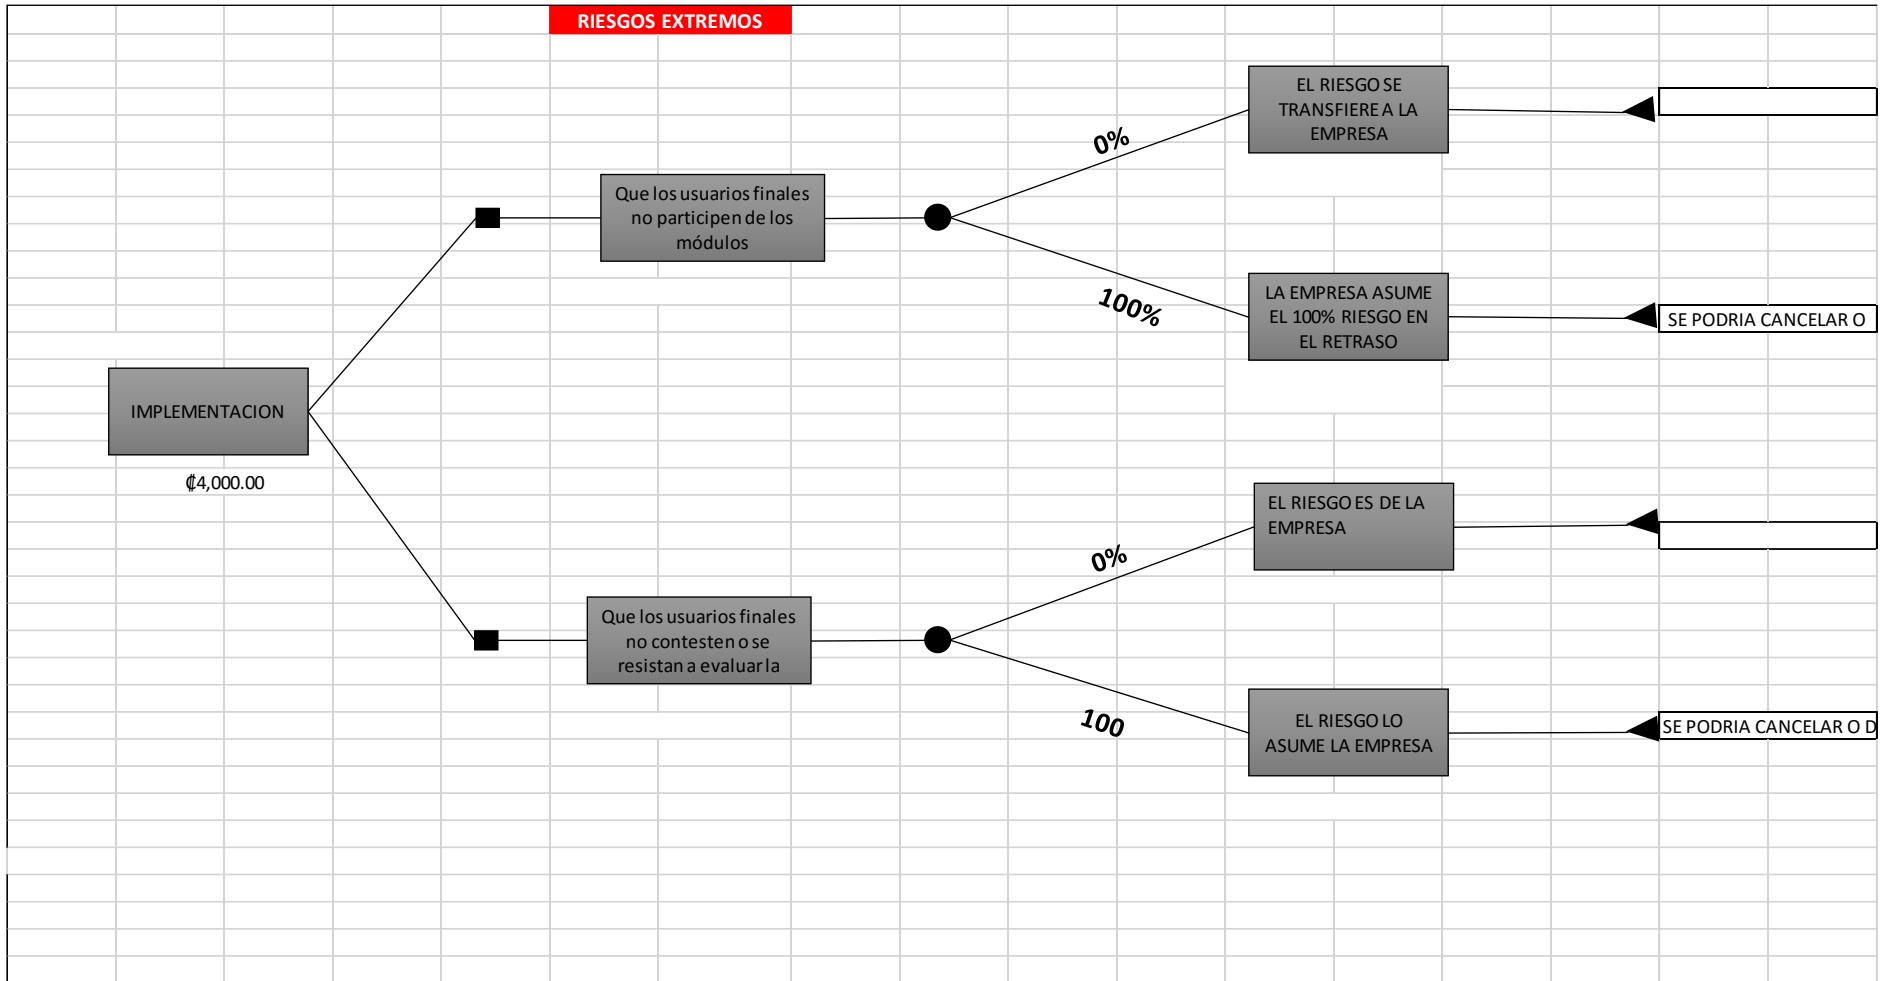 RIESGOS EXTREMOS
EL RIESGO SE
TRANSFIERE A LA
EMPRESA
0%
Que los usuarios finales
no participen de los
módulos
100%
LA EMPRESA ASUME
EL 100% RIESGO EN
EL RETRASO
SE PODRIA CANCELAR O
IMPLEMENTACION
₡4,000.00
EL RIESGO ES DE LA
EMPRESA
0%
Que los usuarios finales
no contesten o se
resistan a evaluar la
100
EL RIESGO LO
ASUME LA EMPRESA
SE PODRIA CANCELAR O D